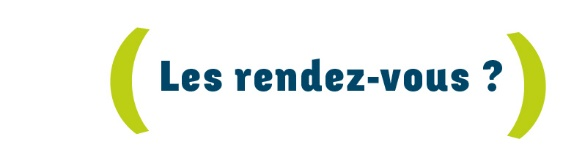 ( Les rendez-vous ? )